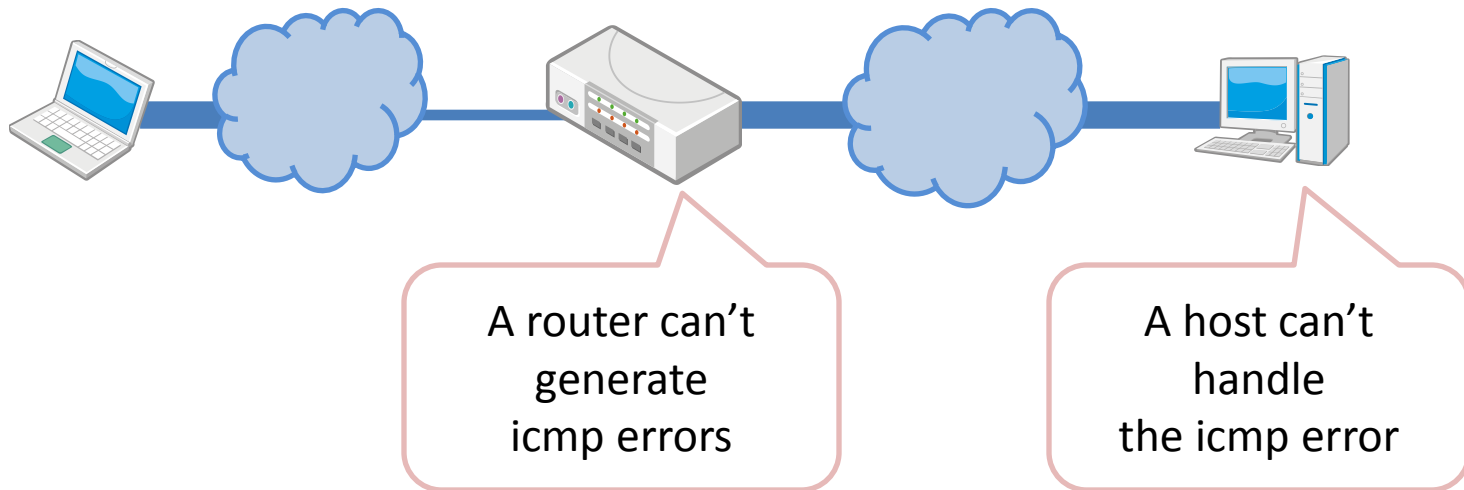 A router can’t
generate
icmp errors
A host can’t
handle
the icmp error